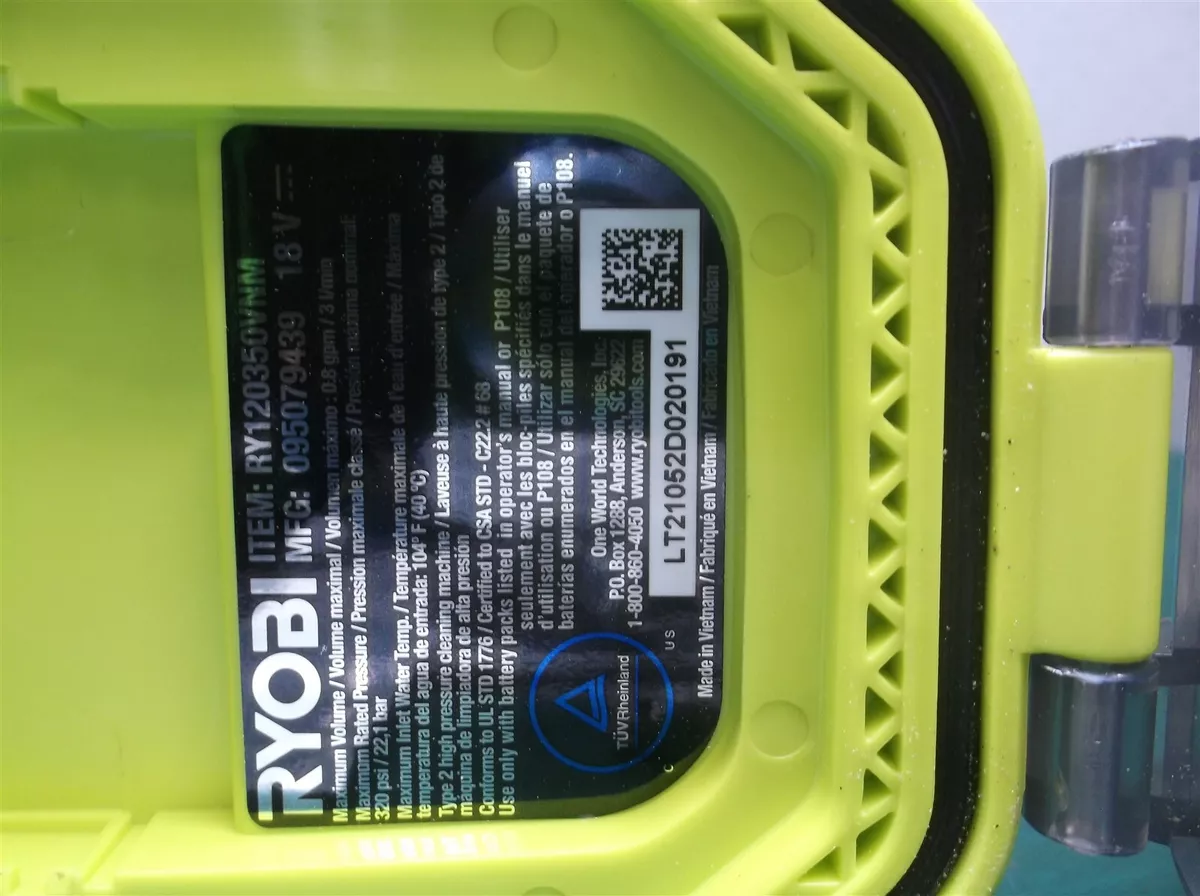 RYOBI
ITEM: RY120350VNM
MFG: 09507943​9 18 V
Maximum Volume / Volume maximal / Volumen máximo : 0.8 gpm / 3 l/min
Maximum Rated Pressure / Pression maximale classé / Presión máxima nominal:
320 psi / 22.1 bar
Maximum Inlet Water Temp. / Température maximale de l'eau d'entrée / Máxima
temperatura del agua de entrada: 104° F (40 °C)
Type 2 high pressure cleaning machine / Laveuse à haute pression de type 2 / Tipo 2 de
máquina de limpiadora de alta presión
Conforms to UL STD 1776 / Certified to CSA STD - C22.2 # 68
Use only with battery packs listed in operator's manual or P108 / Utiliser
seulement avec les bloc-piles spécifiés dans le manuel
d'utilisation ou P108 / Utilizar sólo con el paquete de
baterías enumerados en el manual del operador o P108.
One World Technologies, Inc.
P.O. Box 1288, Anderson, SC 29622
1-800-860-4050 www.ryobitools.com
TÜVRheinland
C US
LT21052D020191
Made in Vietnam / Fabriqué en Vietnam / Fabricado en Vietnam